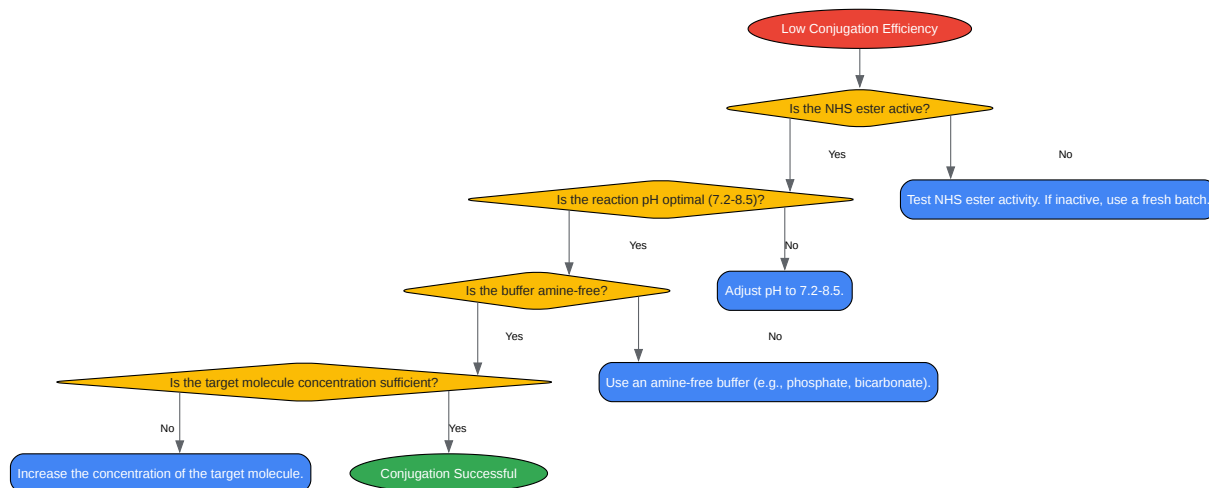 Low Conjugation Efficiency
Is the NHS ester active?
Yes
No
Is the reaction pH optimal (7.2-8.5)?
Test NHS ester activity. If inactive, use a fresh batch.
Yes
No
Is the buffer amine-free?
Adjust pH to 7.2-8.5.
Yes
No
Is the target molecule concentration sufficient?
Use an amine-free buffer (e.g., phosphate, bicarbonate).
No
Yes
Increase the concentration of the target molecule.
Conjugation Successful